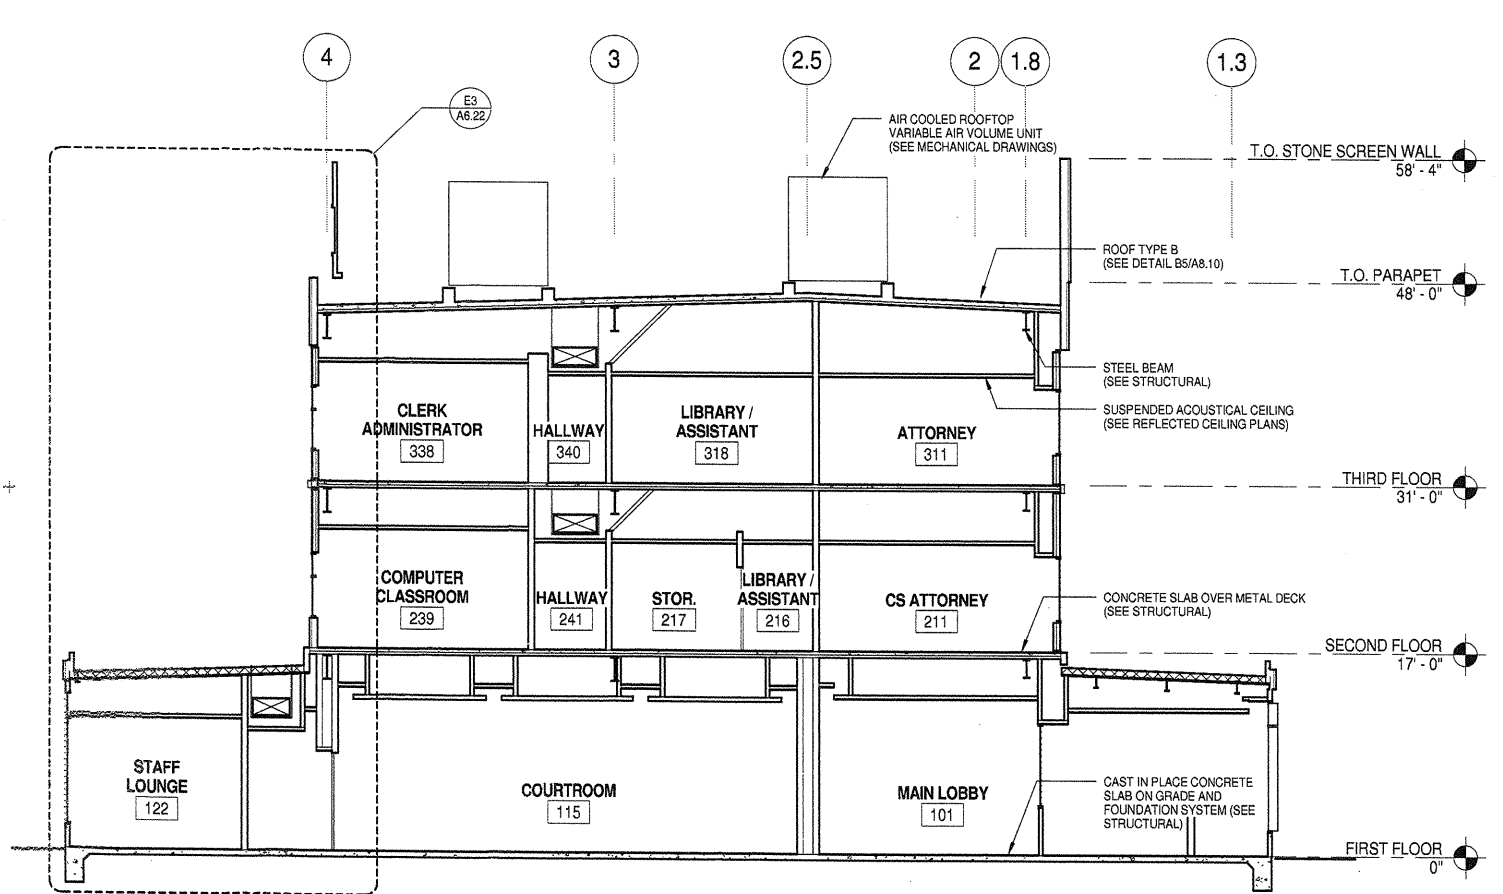 4
3
2.5
2
1.8
1.3
E3
A6.22
AIR COOLED ROOFTOP
VARIABLE AIR VOLUME UNIT
(SEE MECHANICAL DRAWINGS)
T.O. STONE SCREEN WALL
58' - 4"
ROOF TYPE B
(SEE DETAIL B5/A8.10)
T.O. PARAPET
48' - 0"
STEEL BEAM
(SEE STRUCTURAL)
SUSPENDED ACOUSTICAL CEILING
(SEE REFLECTED CEILING PLANS)
CLERK
ADMINISTRATOR
338
HALLWAY
340
LIBRARY /
ASSISTANT
318
ATTORNEY
311
THIRD FLOOR
31' - 0"
COMPUTER
CLASSROOM
239
HALLWAY
241
STOR.
217
LIBRARY /
ASSISTANT
216
CS ATTORNEY
211
CONCRETE SLAB OVER METAL DECK
(SEE STRUCTURAL)
SECOND FLOOR
17' - 0"
STAFF
LOUNGE
122
COURTROOM
115
MAIN LOBBY
101
CAST IN PLACE CONCRETE
SLAB ON GRADE AND
FOUNDATION SYSTEM (SEE
STRUCTURAL)
FIRST FLOOR
0"